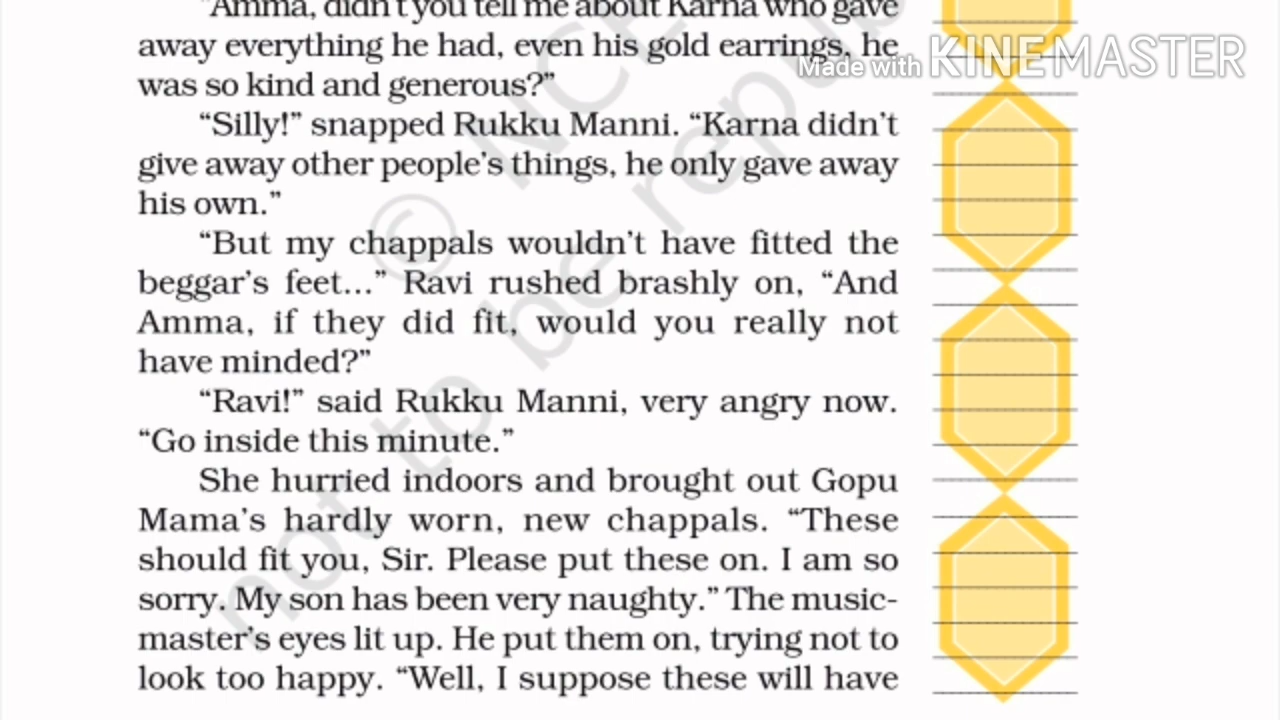 "Amma, didn't you tell me about Karna who gave
away everything he had, even his gold earrings, he
Made with KINEMASTER
was so kind and generous?”
“Silly!” snapped Rukku Manni. “Karna didn’t
give away other people’s things, he only gave away
his own.”
“But my chappals wouldn’t have fitted the
beggar’s feet...” Ravi rushed brashly on, “And
Amma, if they did fit, would you really not
have minded?”
“Ravi!” said Rukku Manni, very angry now.
“Go inside this minute.”
She hurried indoors and brought out Gopu
Mama’s hardly worn, new chappals. “These
should fit you, Sir. Please put these on. I am so
sorry. My son has been very naughty.” The music-
master’s eyes lit up. He put them on, trying not to
look too happy. “Well, I suppose these will have
© NCE
not to be republ